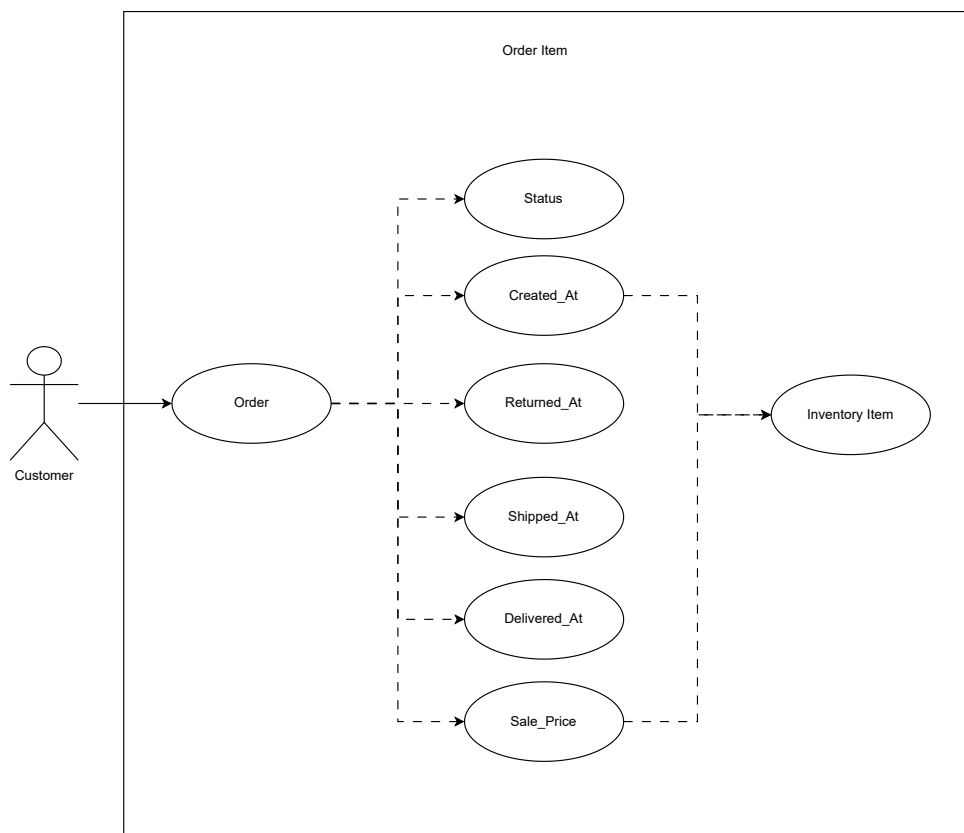 Order Item
Status
Created_At
Order
Returned_At
Inventory Item
Customer
Shipped_At
Delivered_At
Sale_Price